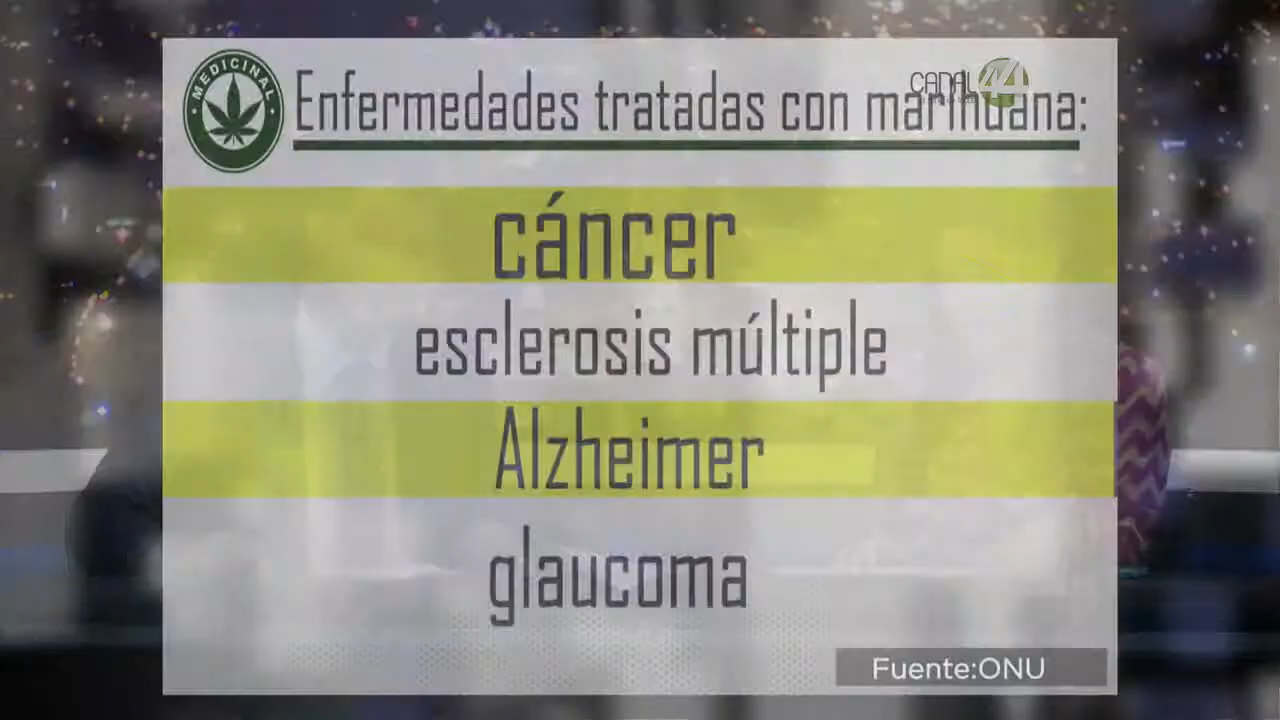 MEDICINAL
CANAL 44
Enfermedades tratadas con marihuana:
cáncer
esclerosis múltiple
Alzheimer
glaucoma
Fuente:ONU